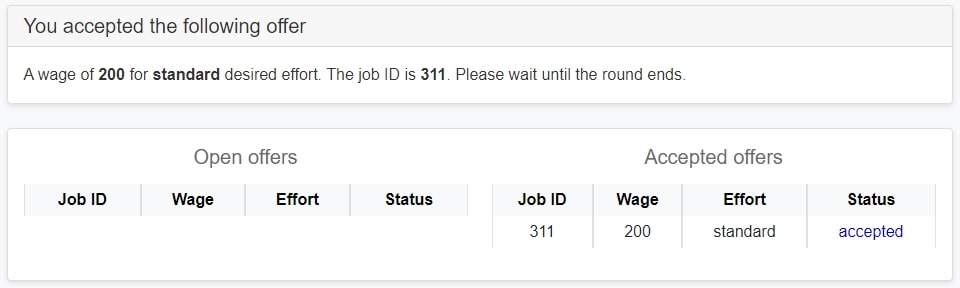 You accepted the following offer
A wage of 200 for standard desired effort. The job ID is 311. Please wait until the round ends.
Open offers
Job ID Wage Effort Status
Accepted offers
Job ID Wage Effort Status
311 200 standard accepted